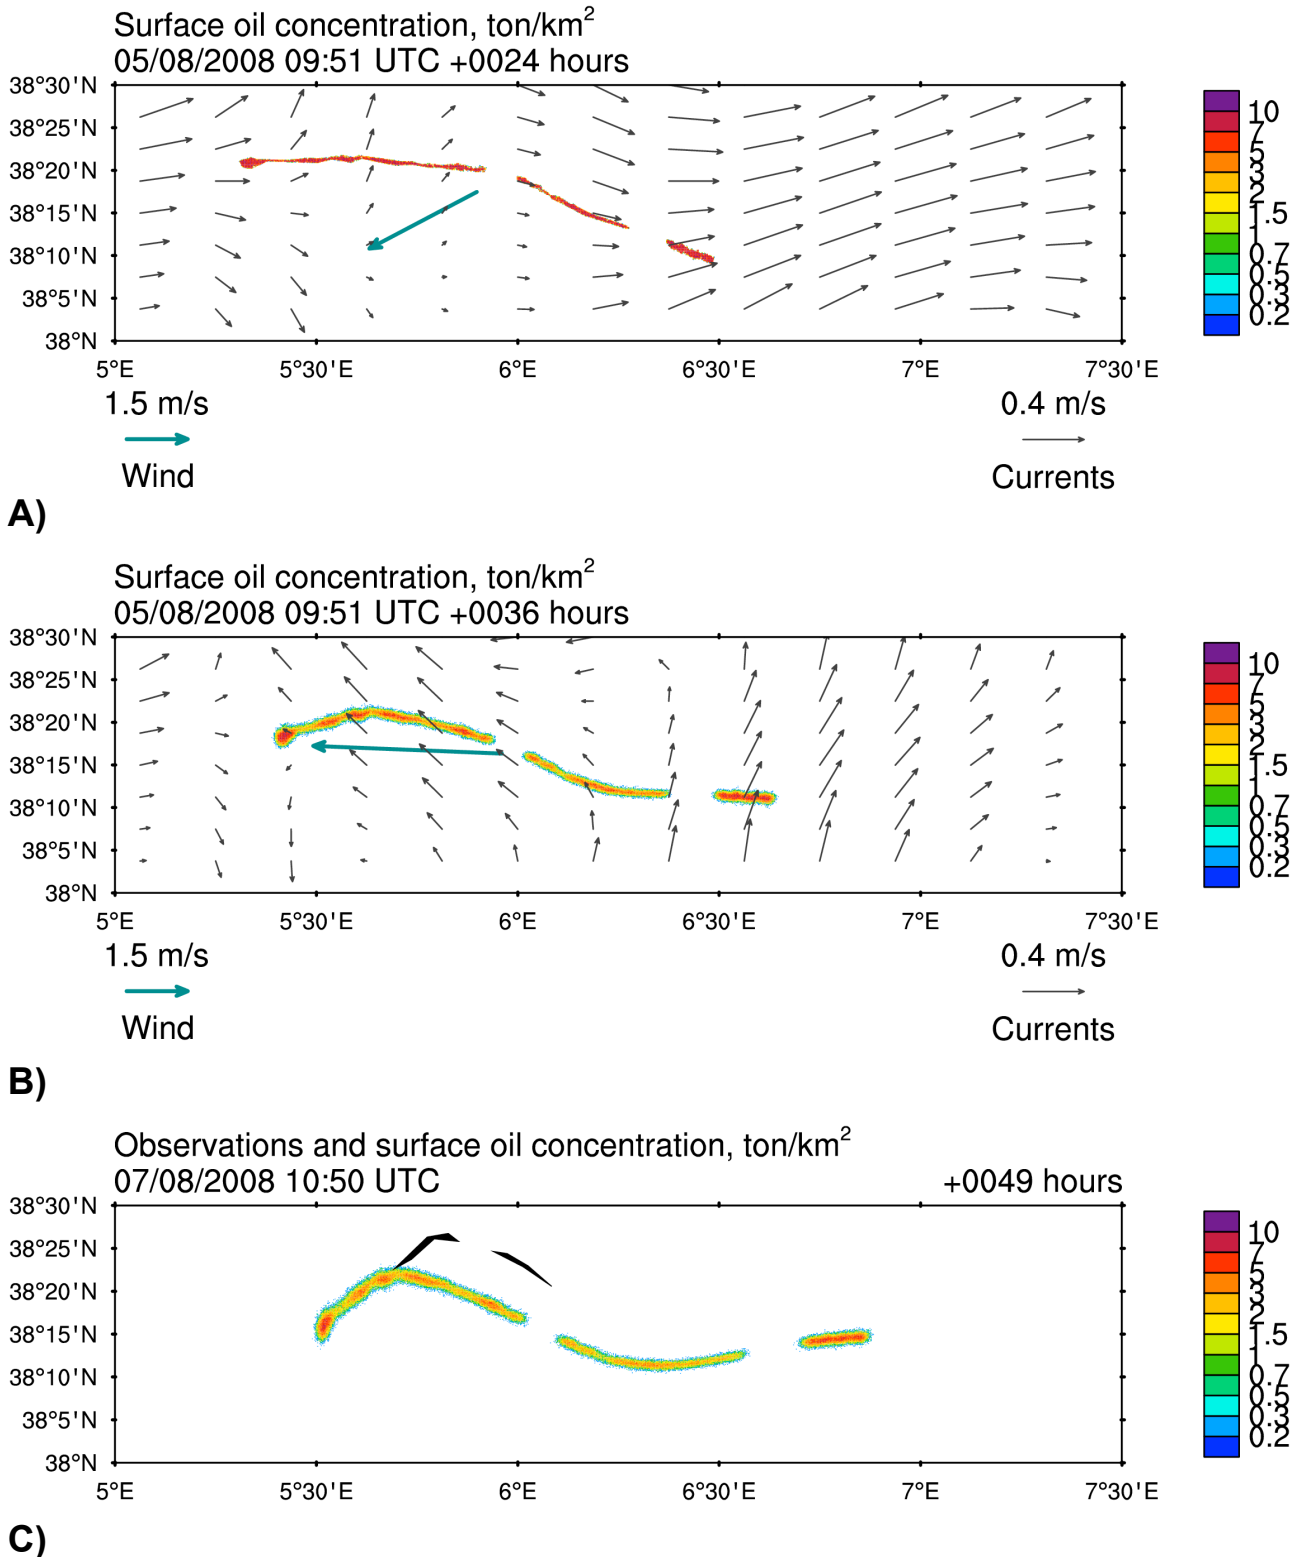 Surface oil concentration, ton/km²
05/08/2008 09:51 UTC +0024 hours
38°30'N
38°25'N
38°20'N
38°15'N
38°10'N
38°5'N
38°N
5°E 5°30'E 6°E 6°30'E 7°E 7°30'E
10
7
5
3
2
1.5
1
0.7
0.5
0.3
0.2
1.5 m/s
Wind
0.4 m/s
Currents
A)
Surface oil concentration, ton/km²
05/08/2008 09:51 UTC +0036 hours
38°30'N
38°25'N
38°20'N
38°15'N
38°10'N
38°5'N
38°N
5°E 5°30'E 6°E 6°30'E 7°E 7°30'E
10
7
5
3
2
1.5
1
0.7
0.5
0.3
0.2
1.5 m/s
Wind
0.4 m/s
Currents
B)
Observations and surface oil concentration, ton/km²
07/08/2008 10:50 UTC +0049 hours
38°30'N
38°25'N
38°20'N
38°15'N
38°10'N
38°5'N
38°N
5°E 5°30'E 6°E 6°30'E 7°E 7°30'E
10
7
5
3
2
1.5
1
0.7
0.5
0.3
0.2
C)